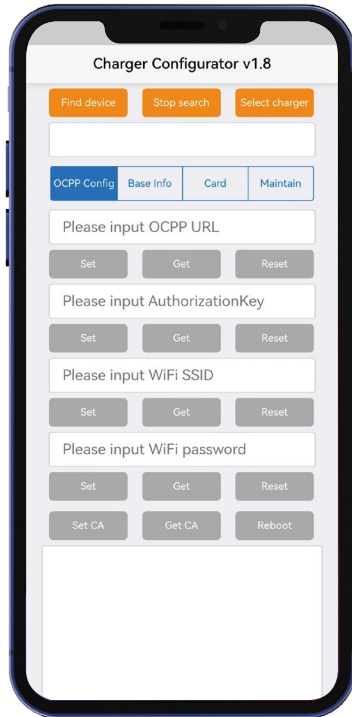 Charger Configurator v1.8
Find device Stop search Select charger
OCPP Config Base Info Card Maintain
Please input OCPP URL
Set Get Reset
Please input AuthorizationKey
Set Get Reset
Please input WiFi SSID
Set Get Reset
Please input WiFi password
Set Get Reset
Set CA Get CA Reboot